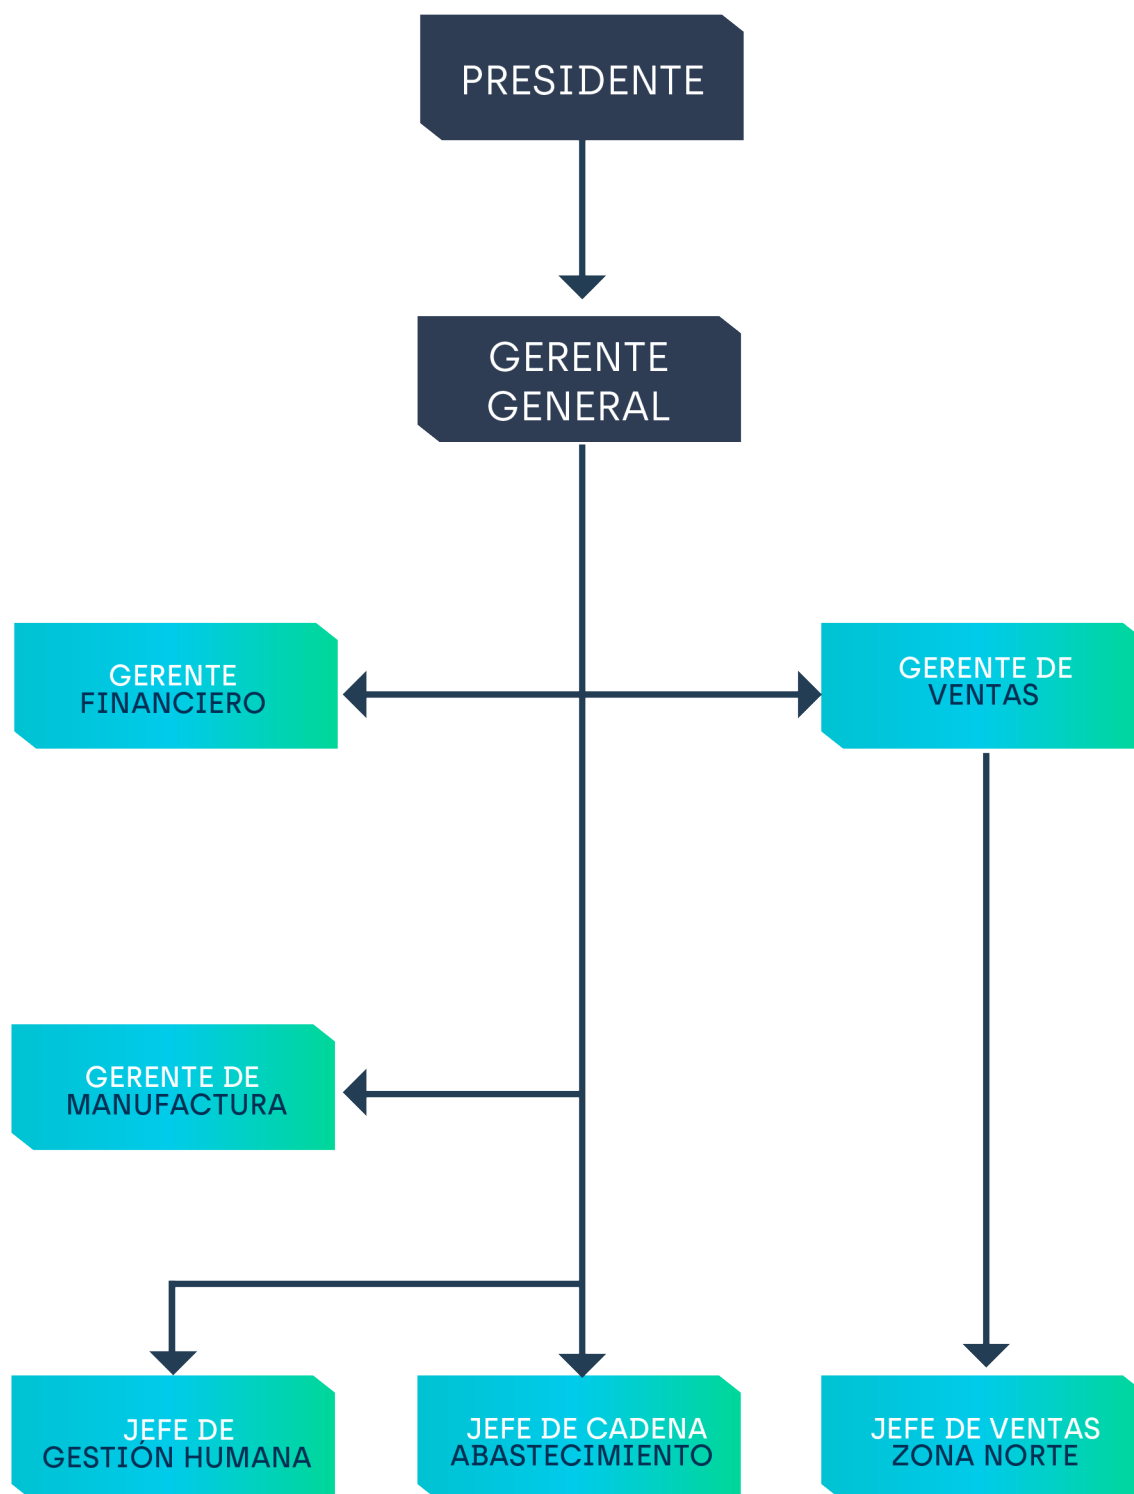 PRESIDENTE
GERENTE
GENERAL
GERENTE
FINANCIERO
GERENTE DE
VENTAS
GERENTE DE
MANUFACTURA
JEFE DE
GESTIÓN HUMANA
JEFE DE CADENA
ABASTECIMIENTO
JEFE DE VENTAS
ZONA NORTE